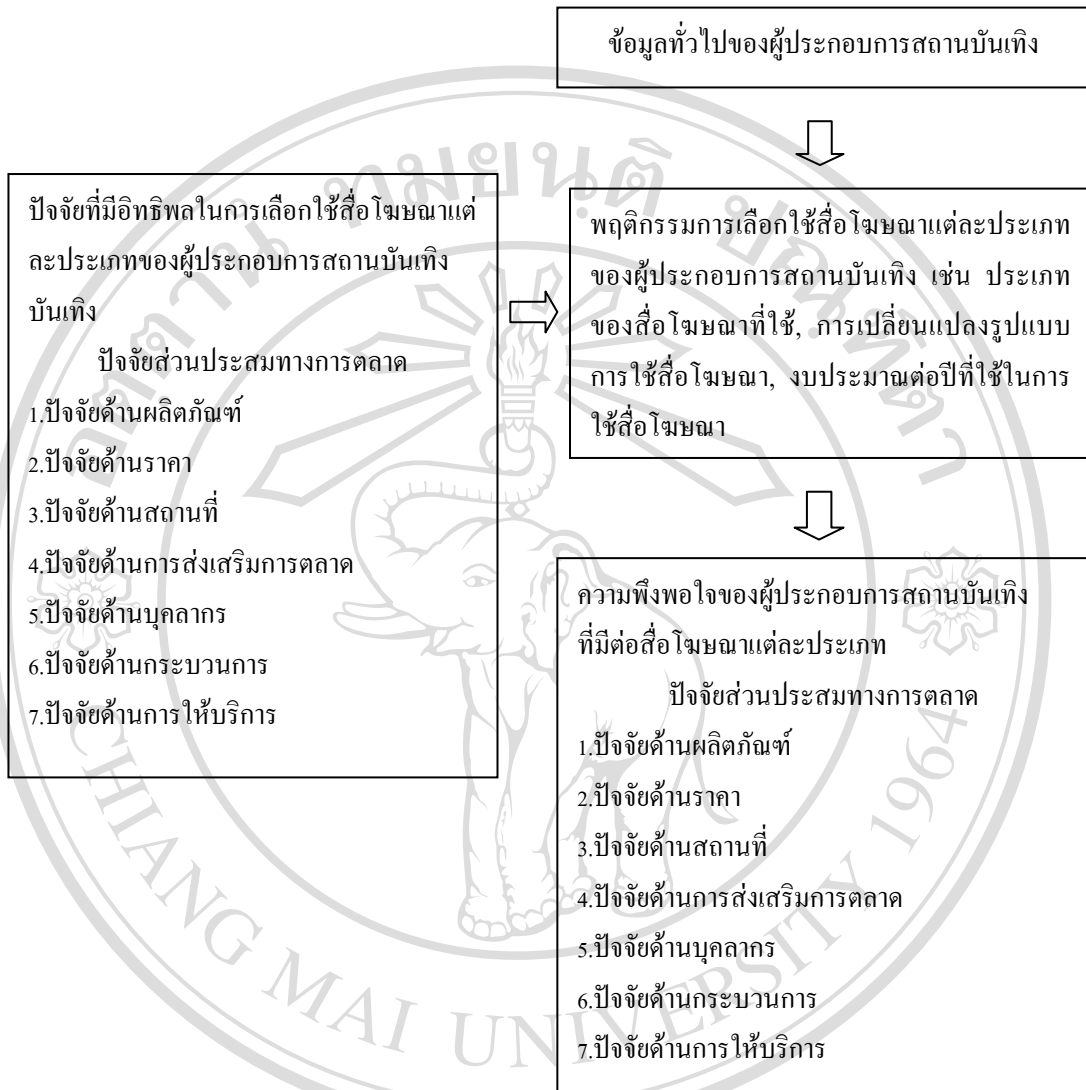 ข้อมูลทั่วไปของผู้ประกอบการสถานบันเทิง
ปัจจัยที่มีอิทธิพลในการเลือกใช้สื่อโฆษณาแต่
ละประเภทของผู้ประกอบการสถานบันเทิง
บันเทิง
ปัจจัยส่วนประสมทางการตลาด
1.ปัจจัยด้านผลิตภัณฑ์
2.ปัจจัยด้านราคา
3.ปัจจัยด้านสถานที่
4.ปัจจัยด้านการส่งเสริมการตลาด
5.ปัจจัยด้านบุคลากร
6.ปัจจัยด้านกระบวนการ
7.ปัจจัยด้านการให้บริการ
พฤติกรรมการเลือกใช้สื่อโฆษณาแต่ละประเภท
ของผู้ประกอบการสถานบันเทิง เช่น ประเภท
ของสื่อโฆษณาที่ใช้, การเปลี่ยนแปลงรูปแบบ
การใช้สื่อโฆษณา, งบประมาณต่อปีที่ใช้ในการ
ใช้สื่อโฆษณา
ความพึงพอใจของผู้ประกอบการสถานบันเทิง
ที่มีต่อสื่อโฆษณาแต่ละประเภท
ปัจจัยส่วนประสมทางการตลาด
1.ปัจจัยด้านผลิตภัณฑ์
2.ปัจจัยด้านราคา
3.ปัจจัยด้านสถานที่
4.ปัจจัยด้านการส่งเสริมการตลาด
5.ปัจจัยด้านบุคลากร
6.ปัจจัยด้านกระบวนการ
7.ปัจจัยด้านการให้บริการ
อตฺตานํ ทมยนฺติ ปณฺฑิตา
CHIANG MAI UNIVERSITY 1964